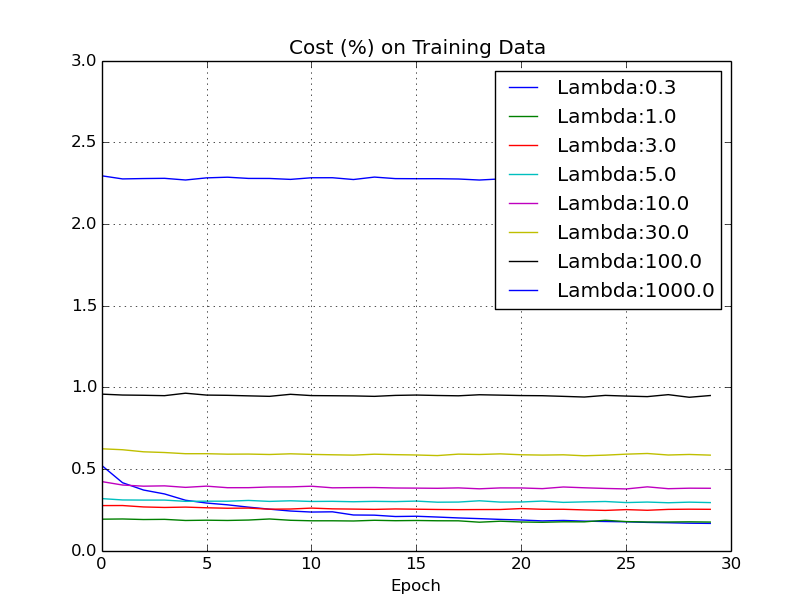 Cost (%) on Training Data
3.0
2.5
2.0
1.5
1.0
0.5
0.0
Lambda:0.3
Lambda:1.0
Lambda:3.0
Lambda:5.0
Lambda:10.0
Lambda:30.0
Lambda:100.0
Lambda:1000.0
0 5 10 15 20 25 30
Epoch